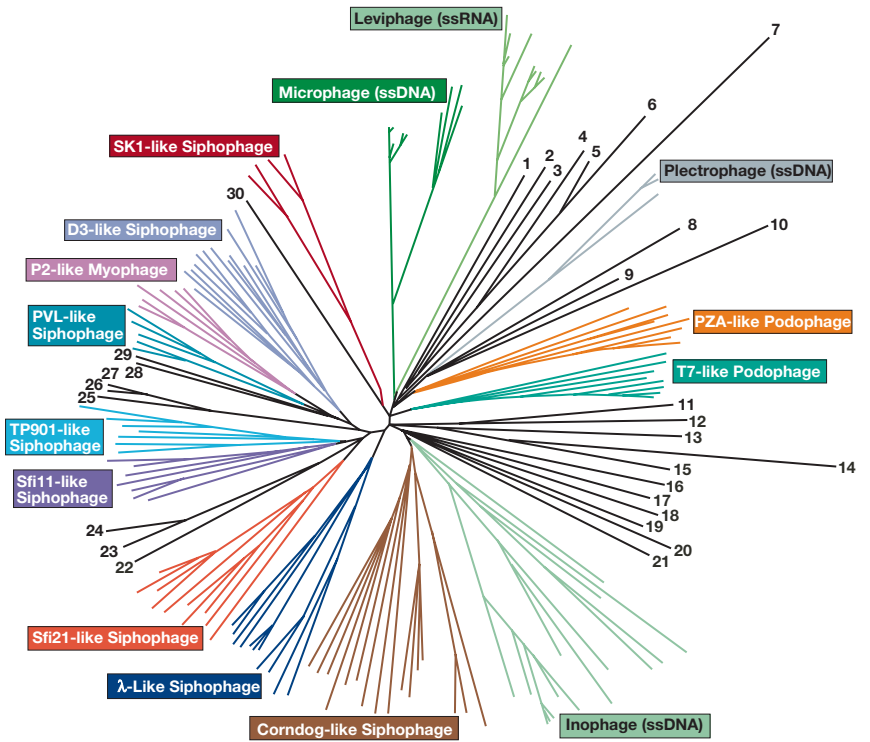 Leviphage (ssRNA)
7
Microphage (ssDNA)
6
SK1-like Siphophage
4
2
5
1
3
Plectrophage (ssDNA)
30
D3-like Siphophage
8
10
P2-like Myophage
9
PVL-like
Siphophage
PZA-like Podophage
29
28
27
T7-like Podophage
26
25
11
TP901-like
Siphophage
12
13
14
15
Sfi11-like
Siphophage
16
17
18
19
24
23
22
20
21
Sfi21-like Siphophage
λ-Like Siphophage
Corndog-like Siphophage
Inophage (ssDNA)